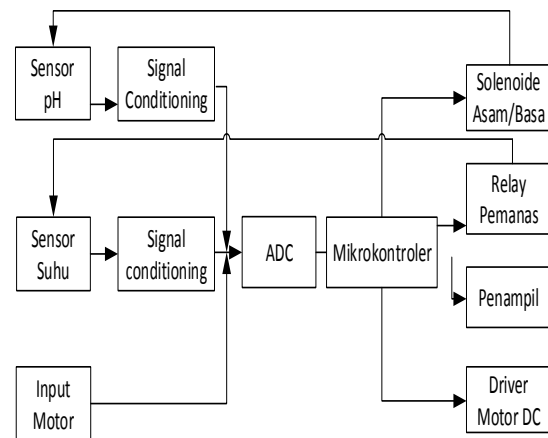 Sensor
pH
Signal
Conditioning
Solenoide
Asam/Basa
Sensor
Suhu
Signal
conditioning
ADC
Mikrokontroler
Relay
Pemanas
Penampil
Input
Motor
Driver
Motor DC